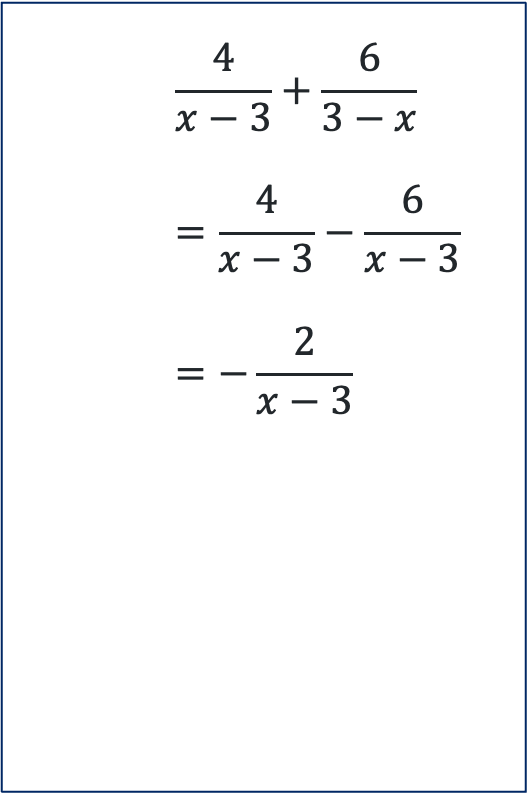 4/(x − 3) + 6/(3 − x)
= 4/(x − 3) − 6/(x − 3)
= − 2/(x − 3)